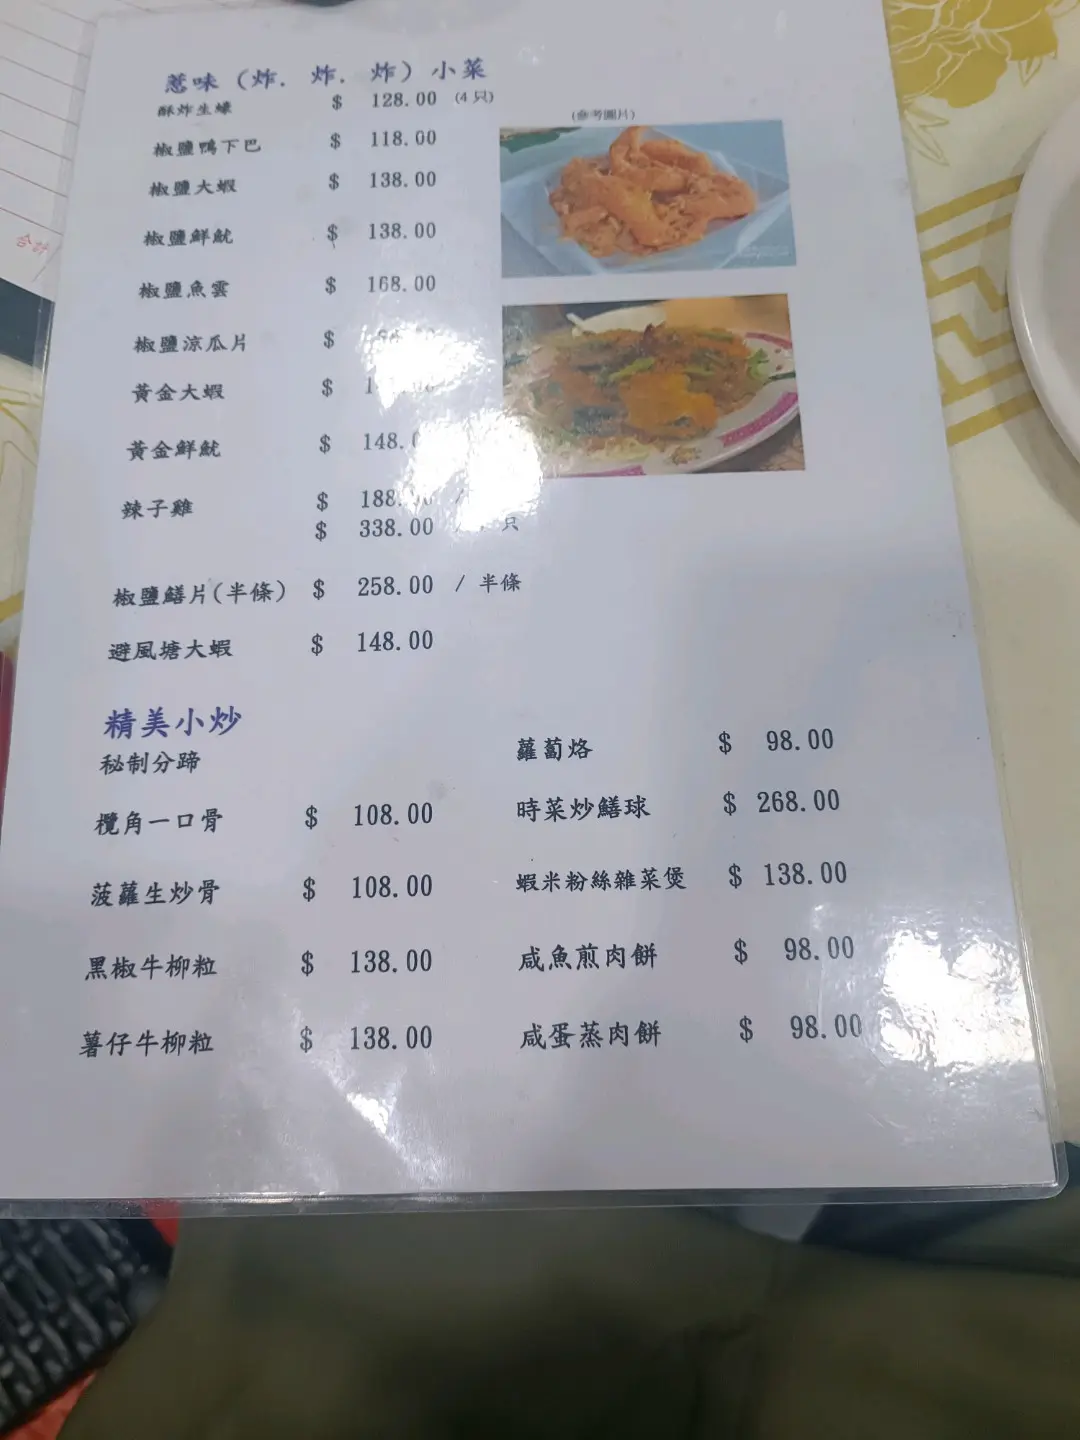 惹味 (炸. 炸. 炸) 小菜
酥炸生蠔 $ 128.00 (4 只)
(參考圖片)
椒鹽鴨下巴 $ 118.00
椒鹽大蝦 $ 138.00
椒鹽鮮魷 $ 138.00
椒鹽魚雲 $ 168.00
椒鹽涼瓜片 $
黃金大蝦 $
黃金鮮魷 $ 148.
辣子雞 $ 188. /
$ 338.00 / 只
椒鹽鱔片(半條) $ 258.00 / 半條
避風塘大蝦 $ 148.00
精美小炒
秘制分蹄
欖角一口骨 $ 108.00
菠蘿生炒骨 $ 108.00
黑椒牛柳粒 $ 138.00
薯仔牛柳粒 $ 138.00
蘿蔔烙 $ 98.00
時菜炒鱔球 $ 268.00
蝦米粉絲雜菜煲 $ 138.00
咸魚煎肉餅 $ 98.00
咸蛋蒸肉餅 $ 98.00
合計